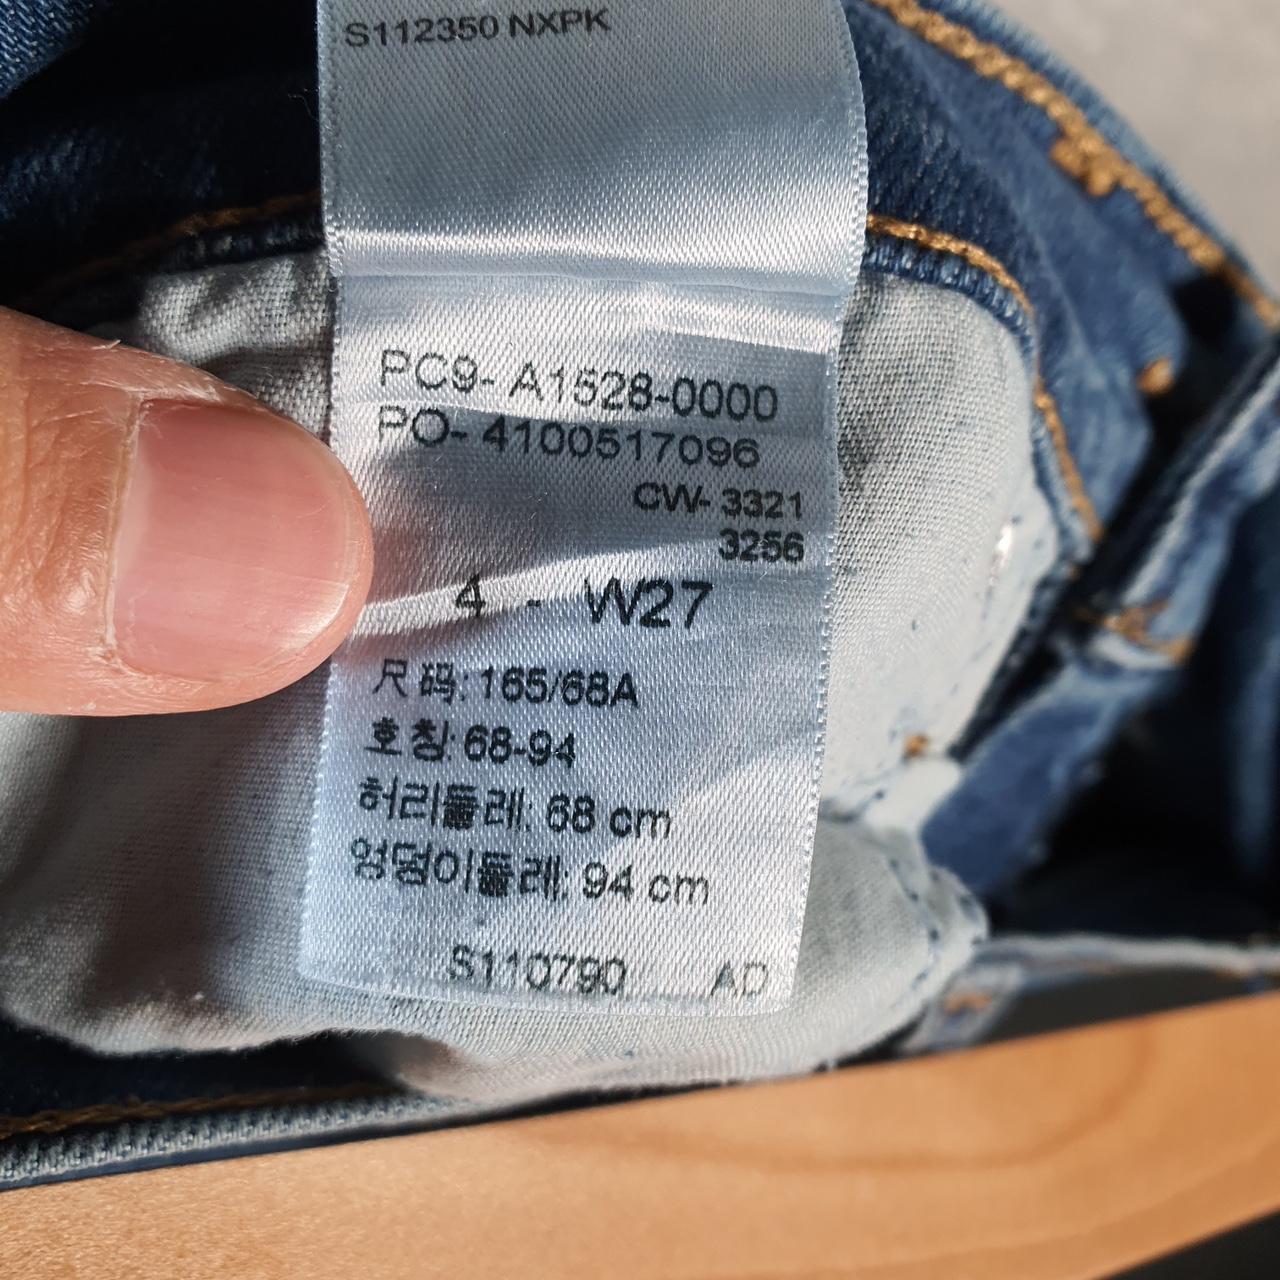 S112350 NXPK
PC9- A1528-0000
PO- 4100517096
CW- 3321
3256
4 - W27
尺码: 165/68A
호칭: 68-94
허리둘레: 68 cm
엉덩이둘레: 94 cm
S110790 AD